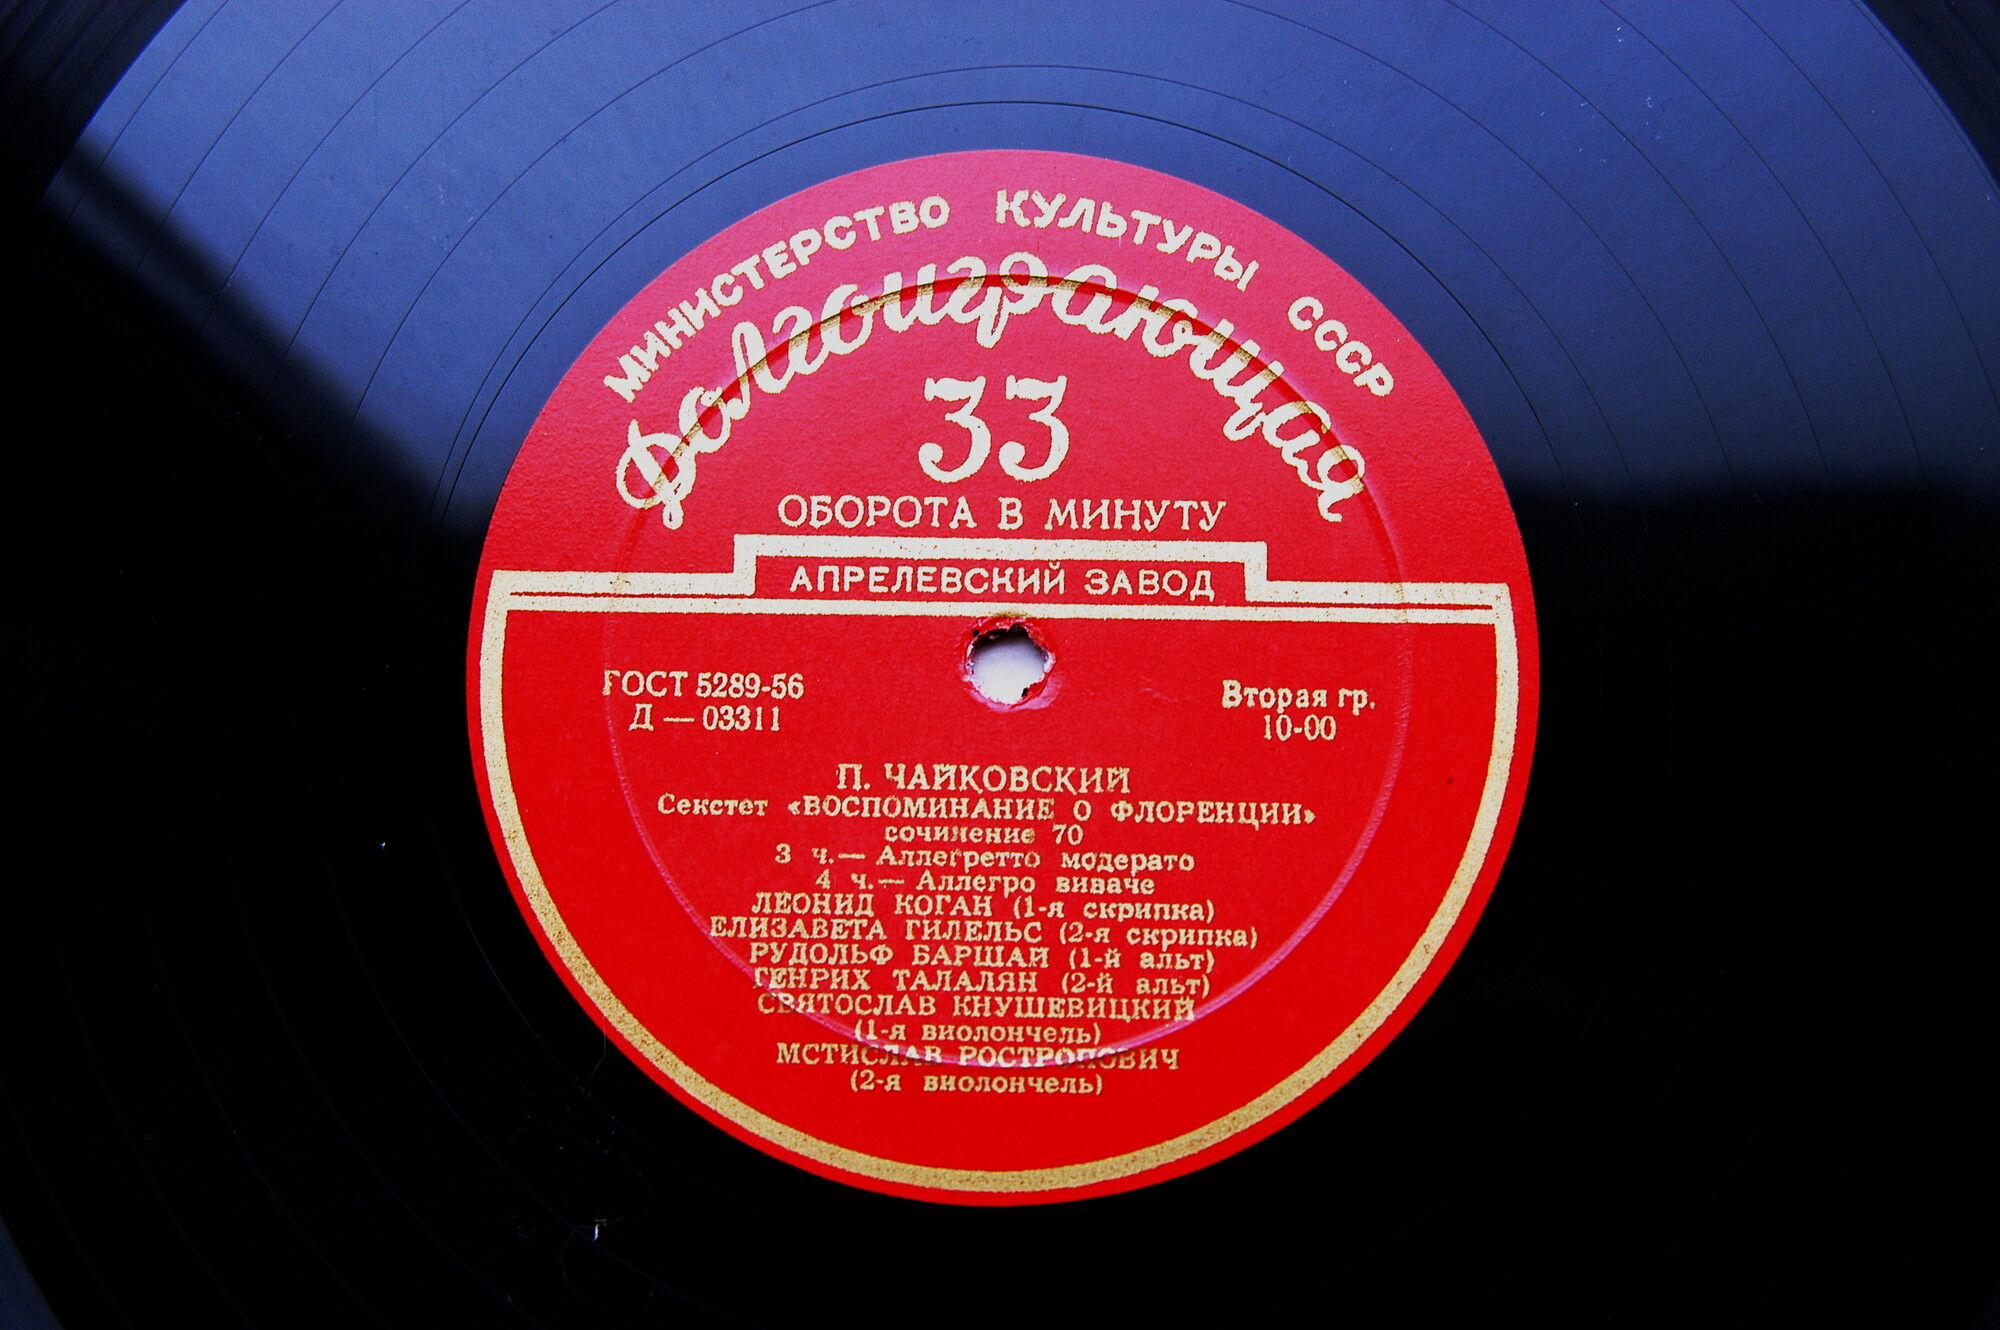 МИНИСТЕРСТВО КУЛЬТУРЫ СССР
Долгоиграющая
33
ОБОРОТА В МИНУТУ
АПРЕЛЕВСКИЙ ЗАВОД
ГОСТ 5289-56
Д — 03311
Вторая гр.
10-00
П. ЧАЙКОВСКИЙ
Секстет «ВОСПОМИНАНИЕ О ФЛОРЕНЦИИ»
сочинение 70
3 ч.— Аллегретто модерато
4 ч.— Аллегро виваче
ЛЕОНИД КОГАН (1-я скрипка)
ЕЛИЗАВЕТА ГИЛЕЛЬС (2-я скрипка)
РУДОЛЬФ БАРШАЙ (1-й альт)
ГЕНРИХ ТАЛАЛЯН (2-й альт)
СВЯТОСЛАВ КНУШЕВИЦКИЙ
(1-я виолончель)
МСТИСЛАВ РОСТРОПОВИЧ
(2-я виолончель)